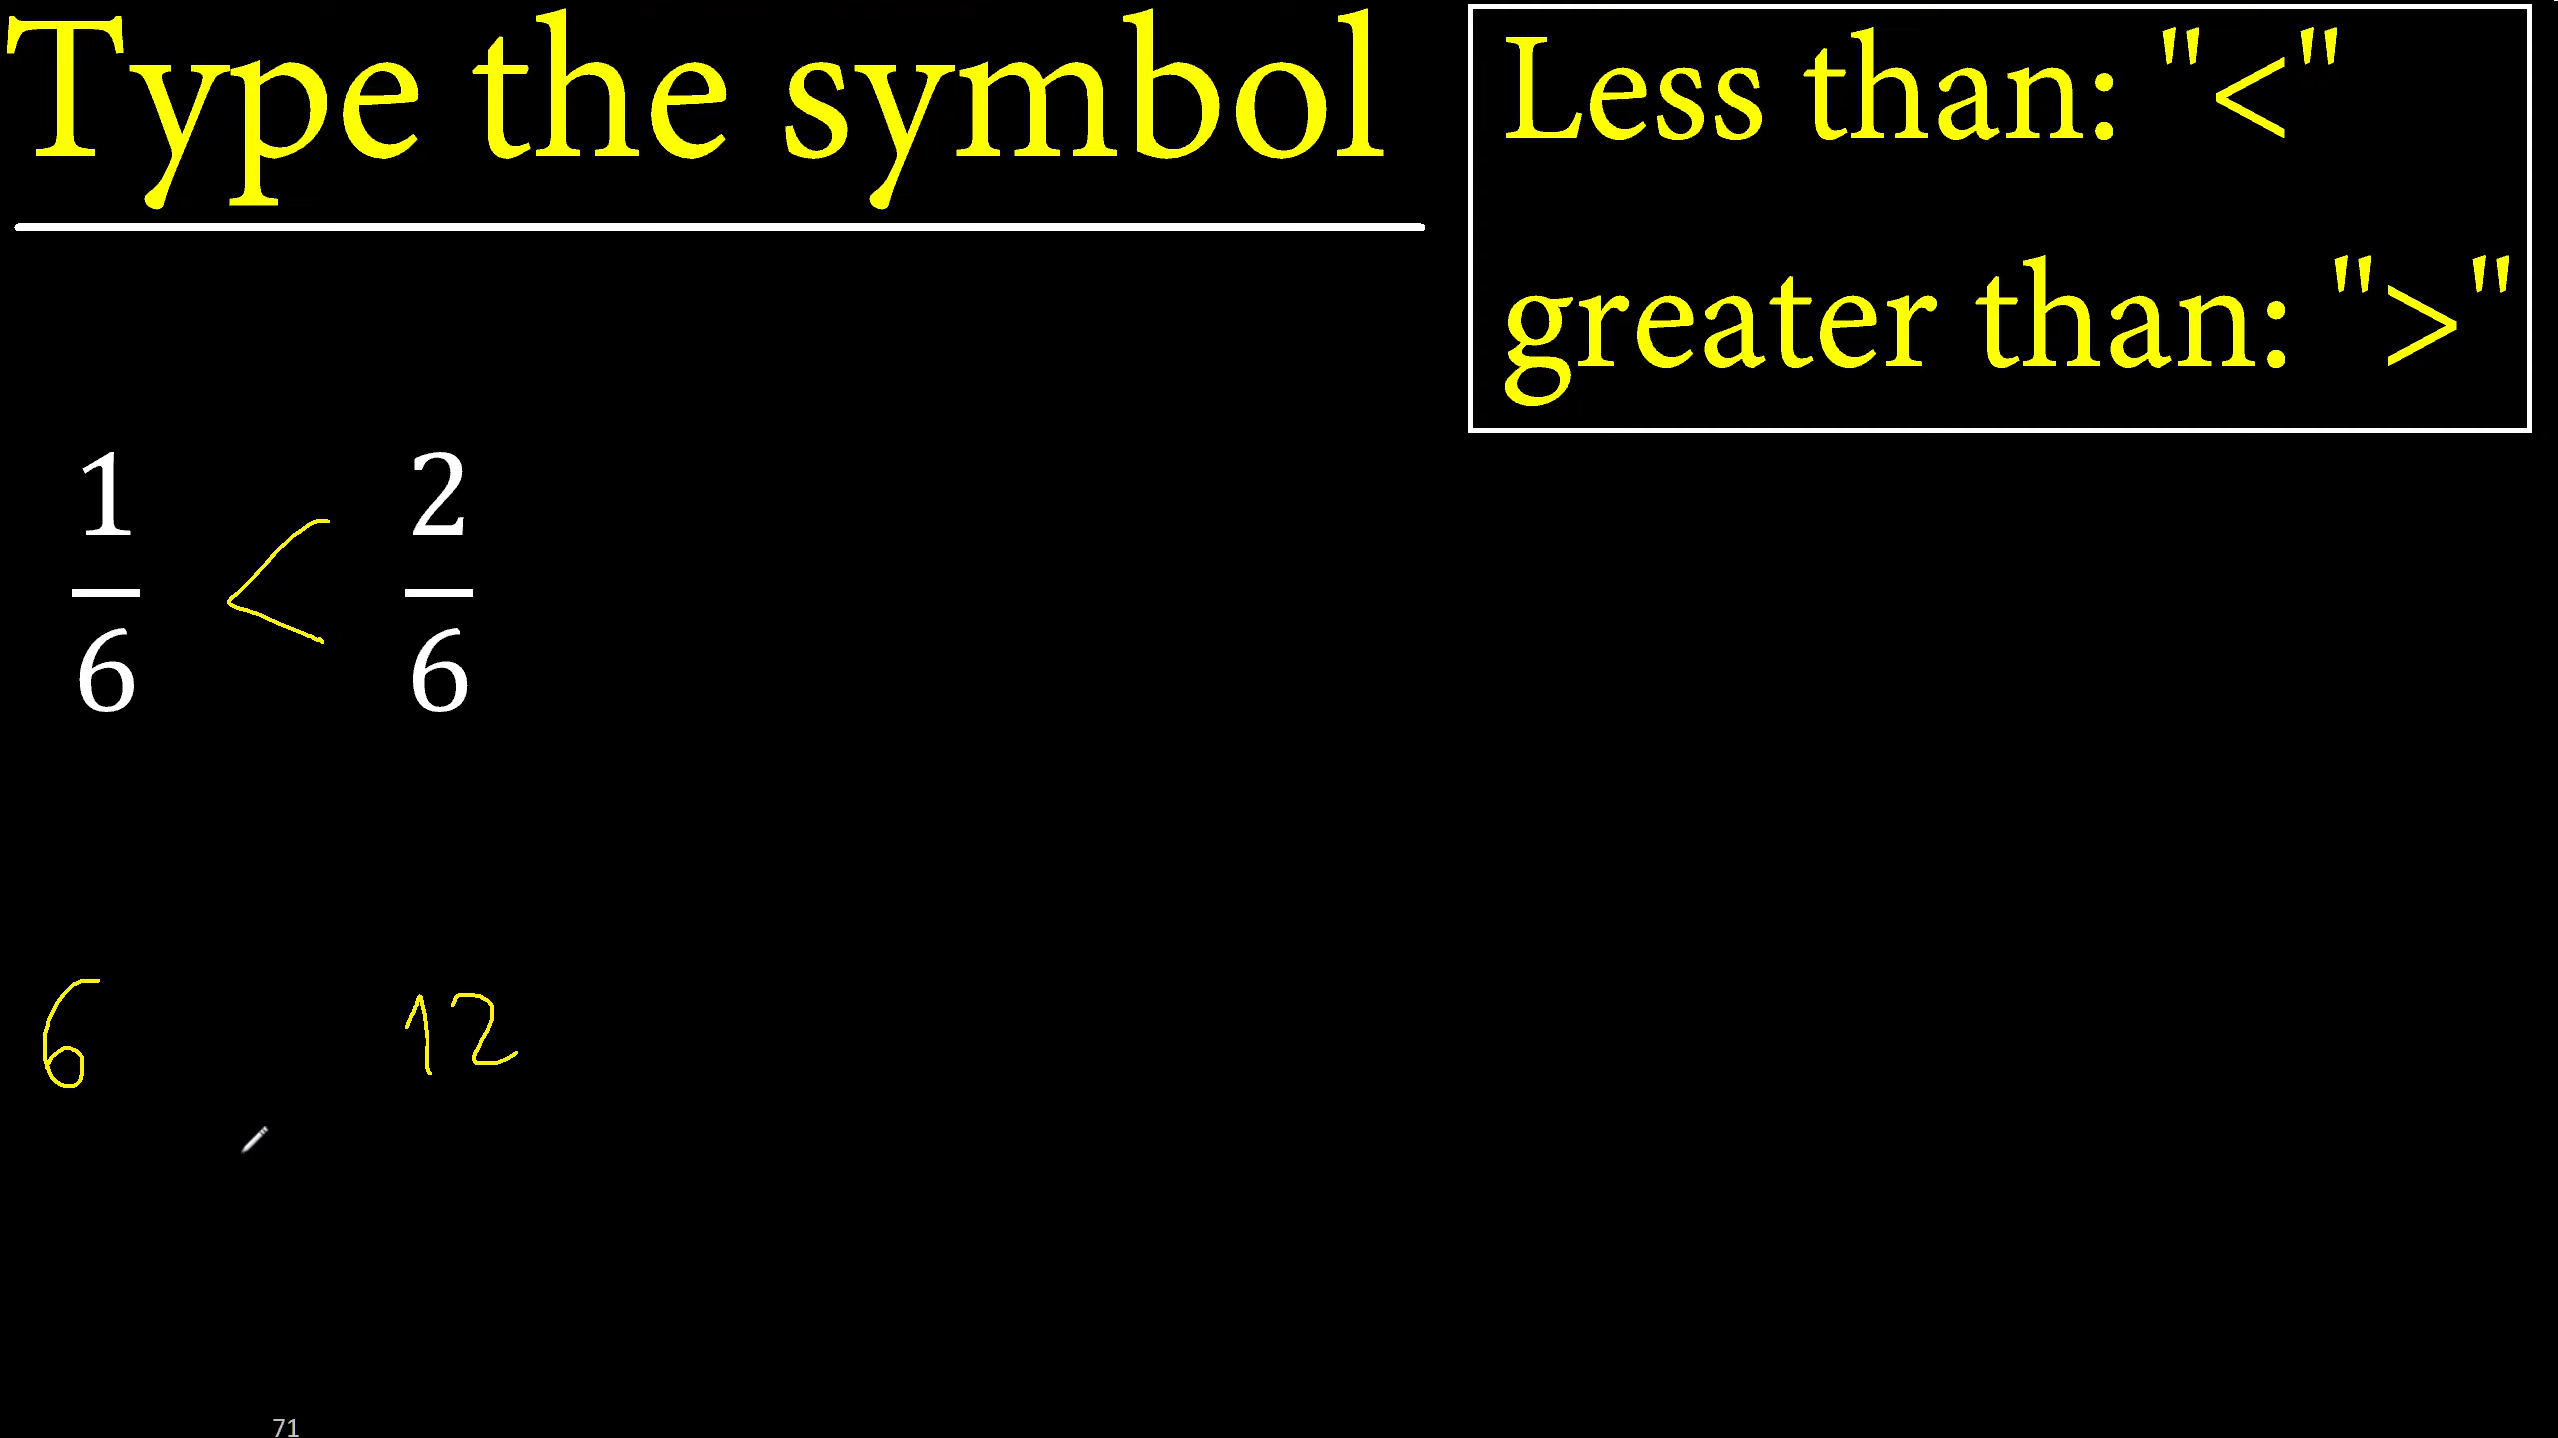 Type the symbol
Less than: "<"
greater than: ">"
1/6 < 2/6
6 12
71